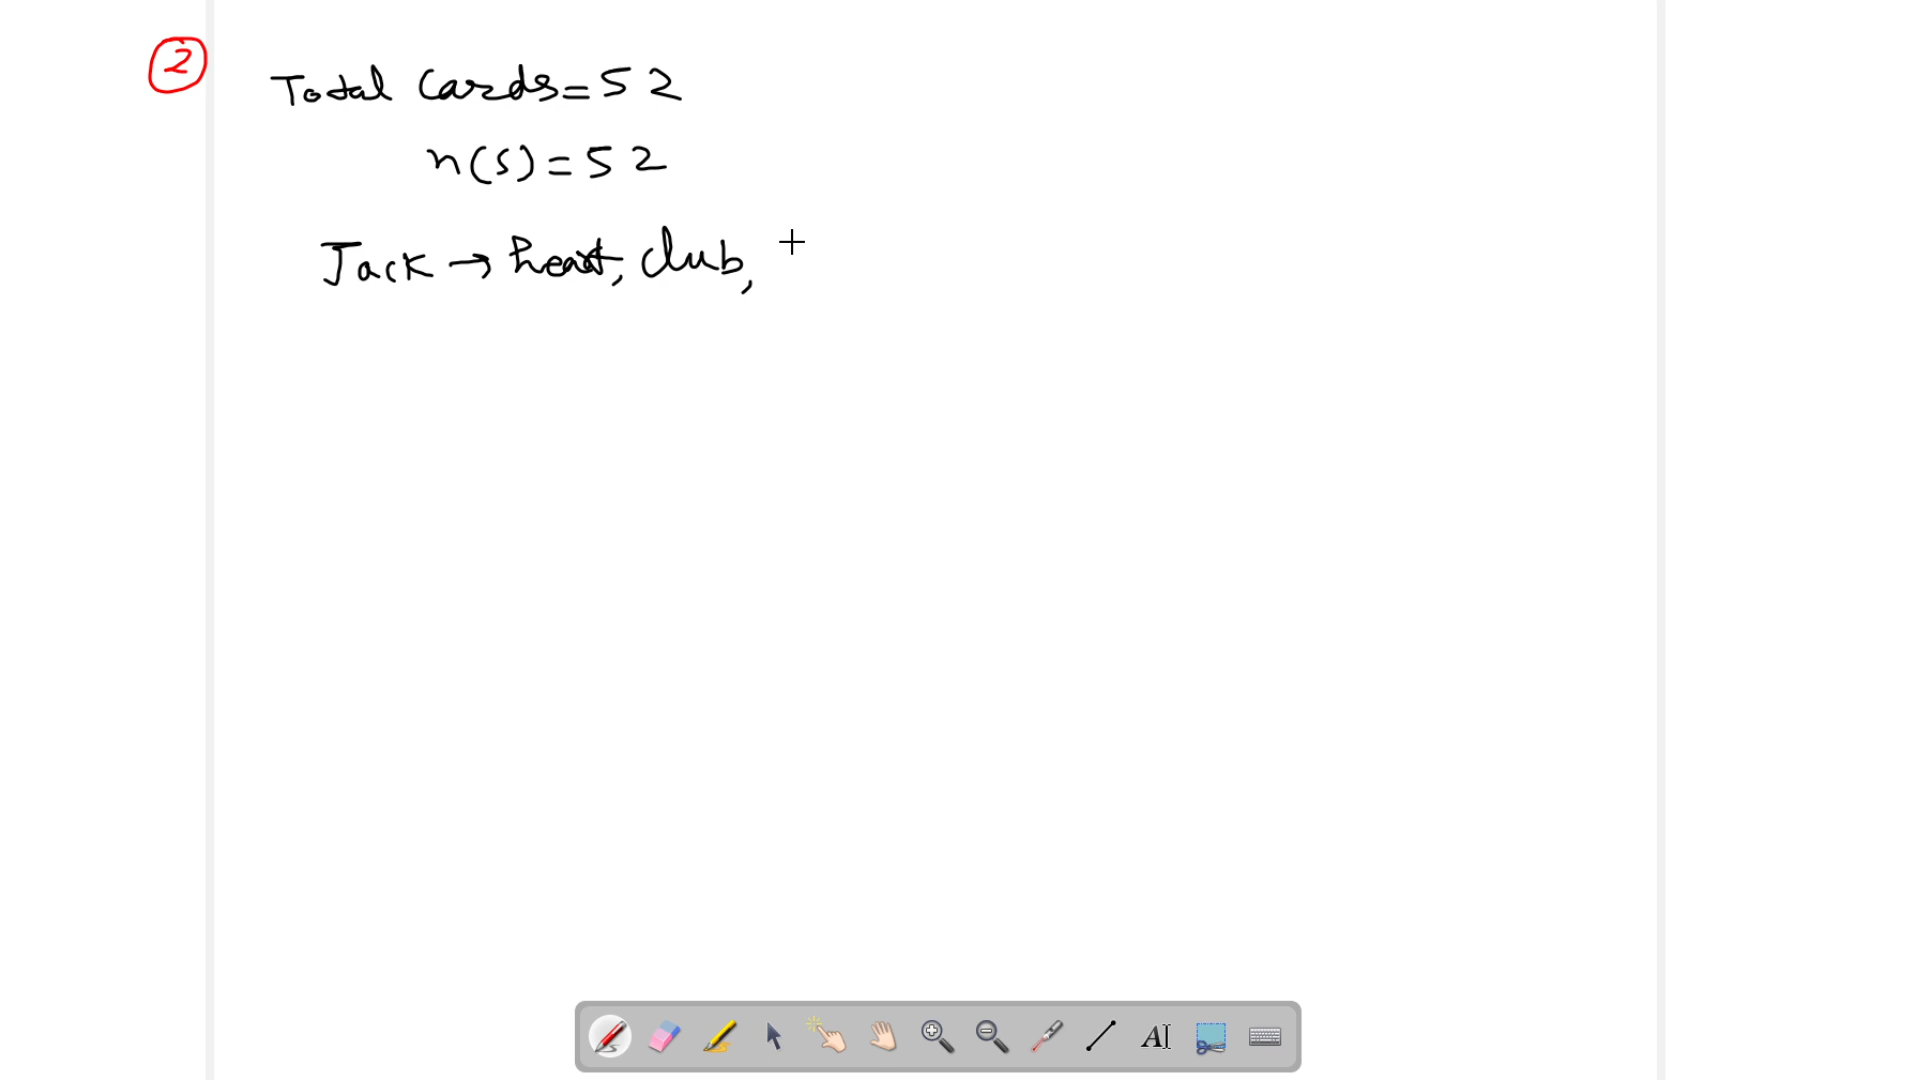 2
Total Cards = 52
n(s) = 52
Jack → heart, club,